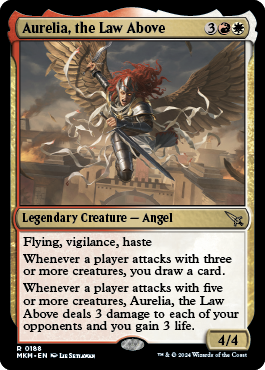 Aurelia, the Law Above 3
Legendary Creature — Angel
Flying, vigilance, haste
Whenever a player attacks with three
or more creatures, you draw a card.
Whenever a player attacks with five
or more creatures, Aurelia, the Law
Above deals 3 damage to each of your
opponents and you gain 3 life.
4/4
R 0188
MKM • EN Lie Setiawan
™ & © 2024 Wizards of the Coast